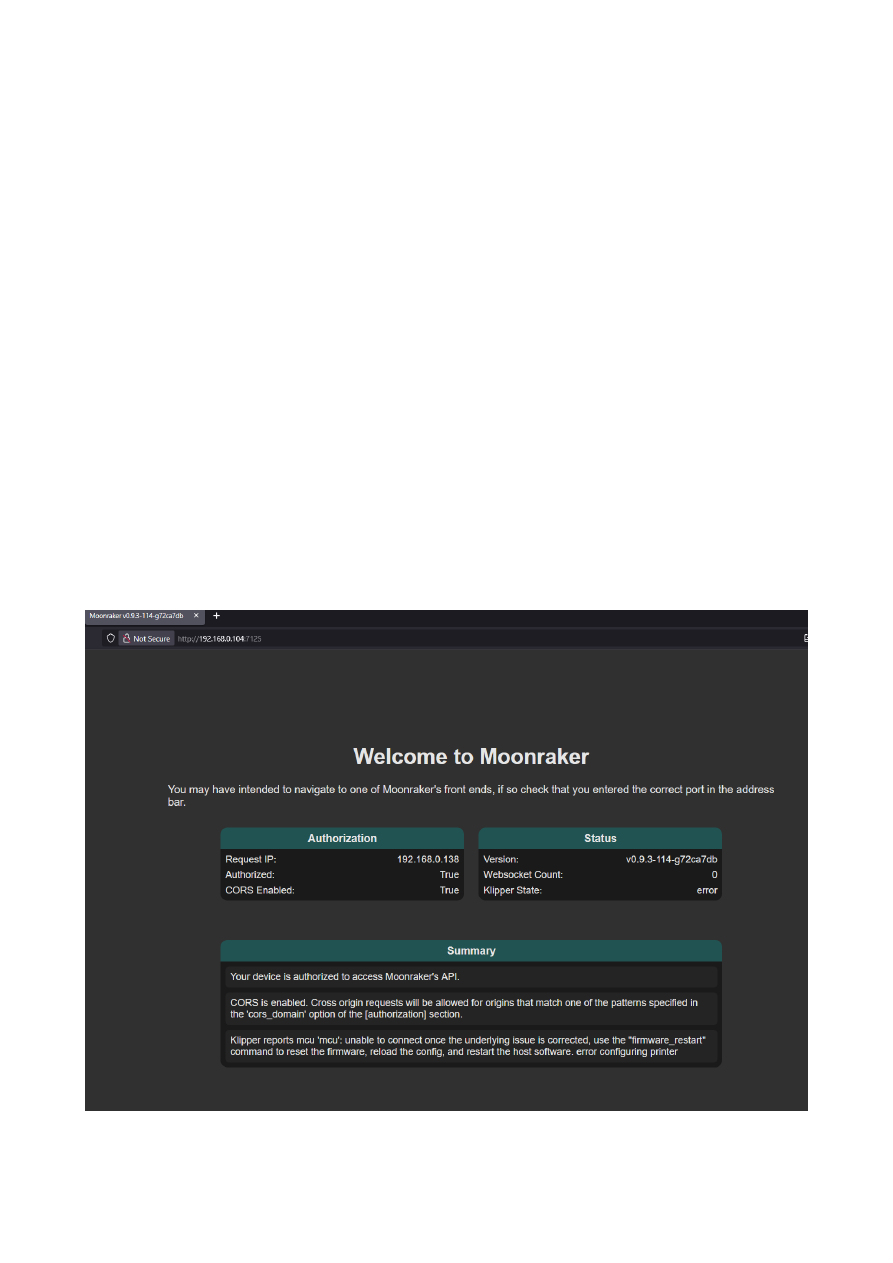 Moonraker v0.9.3-114-g72ca7db
Not Secure http://192.168.0.104:7125
Welcome to Moonraker
You may have intended to navigate to one of Moonraker's front ends, if so check that you entered the correct port in the address
bar.
Authorization
Request IP: 192.168.0.138
Authorized: True
CORS Enabled: True
Status
Version: v0.9.3-114-g72ca7db
Websocket Count: 0
Klipper State: error
Summary
Your device is authorized to access Moonraker's API.
CORS is enabled. Cross origin requests will be allowed for origins that match one of the patterns specified in
the 'cors_domain' option of the [authorization] section.
Klipper reports mcu 'mcu': unable to connect once the underlying issue is corrected, use the "firmware_restart"
command to reset the firmware, reload the config, and restart the host software. error configuring printer